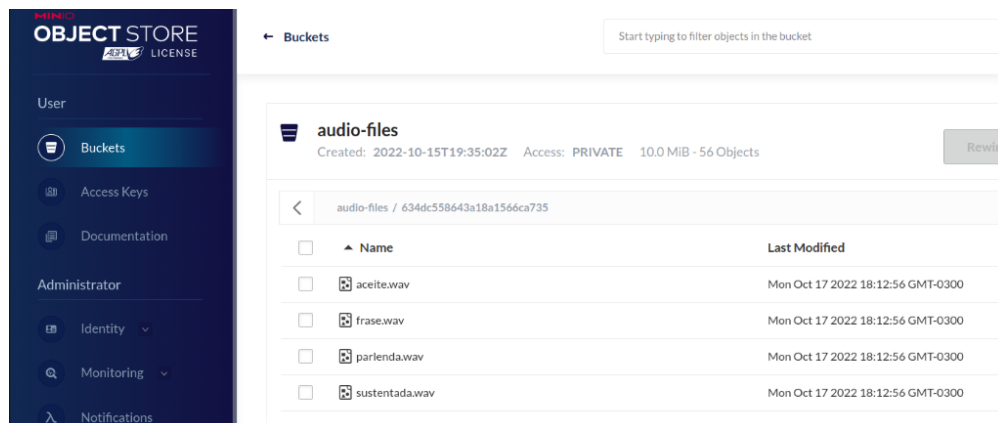 MINIO
OBJECT STORE
AGPLV3 LICENSE
User
Buckets
Access Keys
Documentation
Administrator
Identity
Monitoring
Notifications
← Buckets
Start typing to filter objects in the bucket
audio-files
Created: 2022-10-15T19:35:02Z Access: PRIVATE 10.0 MiB - 56 Objects
audio-files / 634dc558643a18a1566ca735
Name Last Modified
aceite.wav Mon Oct 17 2022 18:12:56 GMT-0300
frase.wav Mon Oct 17 2022 18:12:56 GMT-0300
parlenda.wav Mon Oct 17 2022 18:12:56 GMT-0300
sustentada.wav Mon Oct 17 2022 18:12:56 GMT-0300